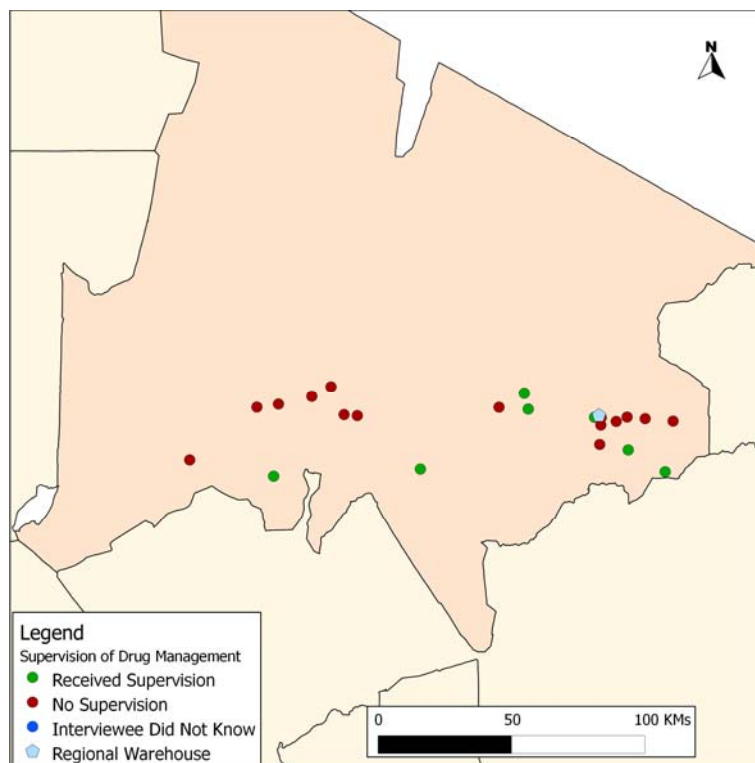 N
Legend
Supervision of Drug Management
Received Supervision
No Supervision
Interviewee Did Not Know
Regional Warehouse
0 50 100 KMs